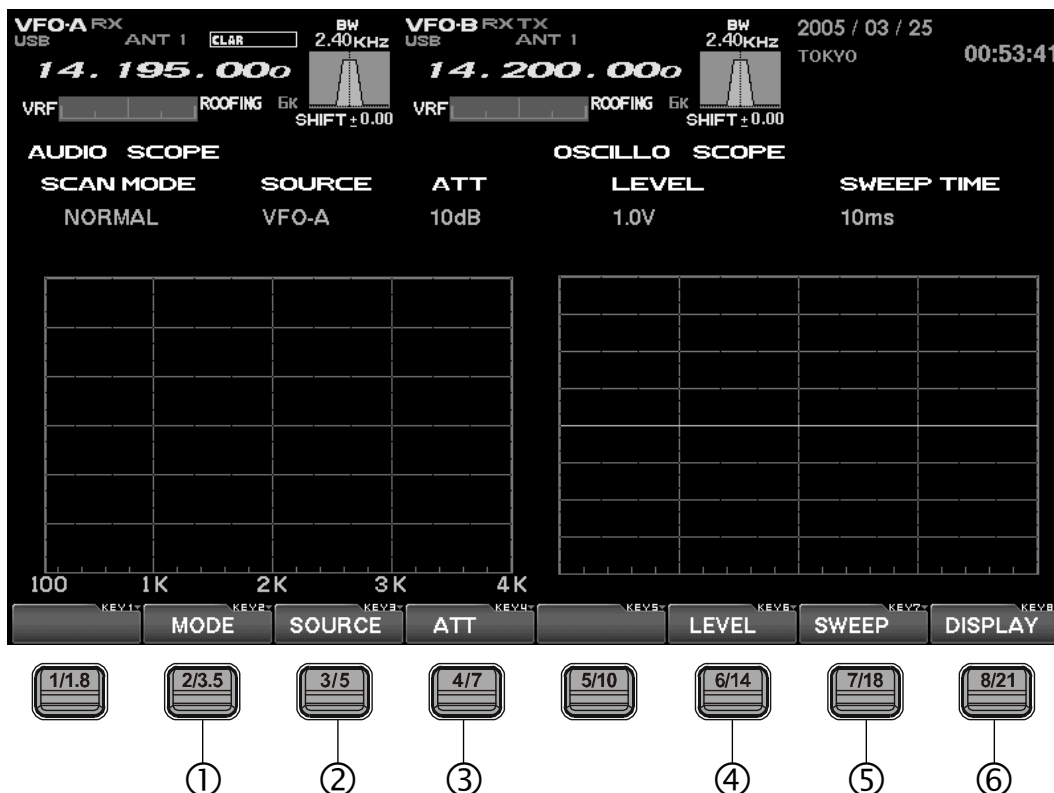 VFO-A RX
USB ANT 1 CLAR
BW
2.40KHz
14.195.000
VRF ROOFING 6K
SHIFT ±0.00
VFO-B RX TX
USB ANT 1
BW
2.40KHz
14.200.000
VRF ROOFING 6K
SHIFT ±0.00
2005 / 03 / 25
TOKYO 00:53:41
AUDIO SCOPE
SCAN MODE SOURCE ATT
NORMAL VFO-A 10dB
OSCILLO SCOPE
LEVEL SWEEP TIME
1.0V 10ms
100 1K 2K 3K 4K
KEY1 KEY2 KEY3 KEY4 KEY5 KEY6 KEY7 KEY8
MODE SOURCE ATT LEVEL SWEEP DISPLAY
1/1.8 2/3.5 3/5 4/7 5/10 6/14 7/18 8/21
① ② ③ ④ ⑤ ⑥